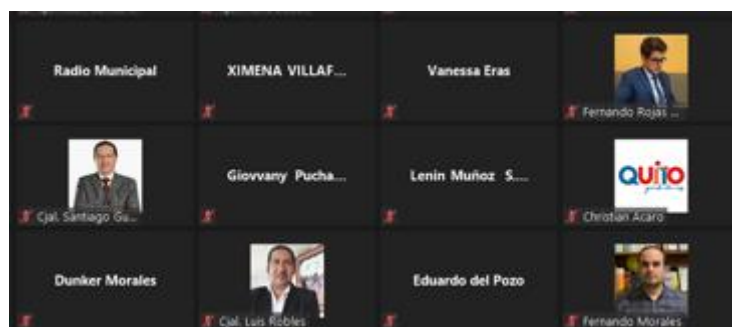 Radio Municipal
XIMENA VILLAF...
Vanessa Eras
Fernando Rojas ...
Cjal. Santiago Gu...
Giovvany Pucha...
Lenin Muñoz S....
QUITO
Christian Acaro
Dunker Morales
Cjal. Luis Robles
Eduardo del Pozo
Fernando Morales